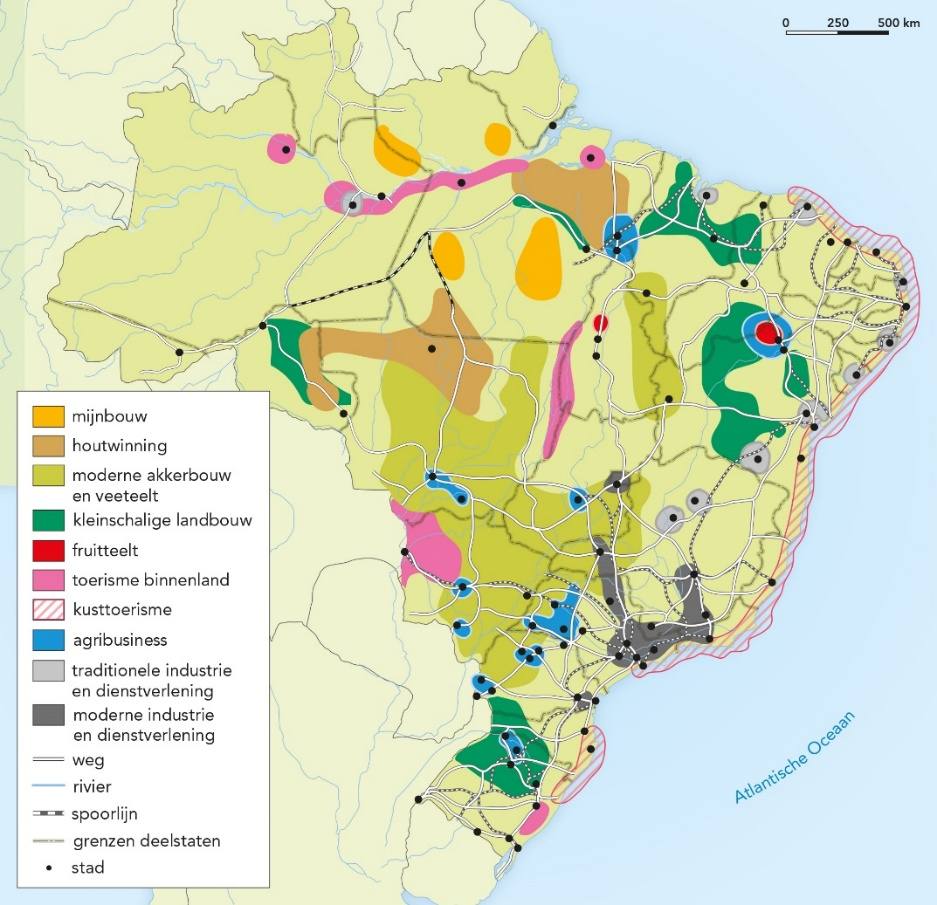 0 250 500 km
mijnbouw
houtwinning
moderne akkerbouw
en veeteelt
kleinschalige landbouw
fruitteelt
toerisme binnenland
kusttoerisme
agribusiness
traditionele industrie
en dienstverlening
moderne industrie
en dienstverlening
weg
rivier
spoorlijn
grenzen deelstaten
stad
Atlantische Oceaan